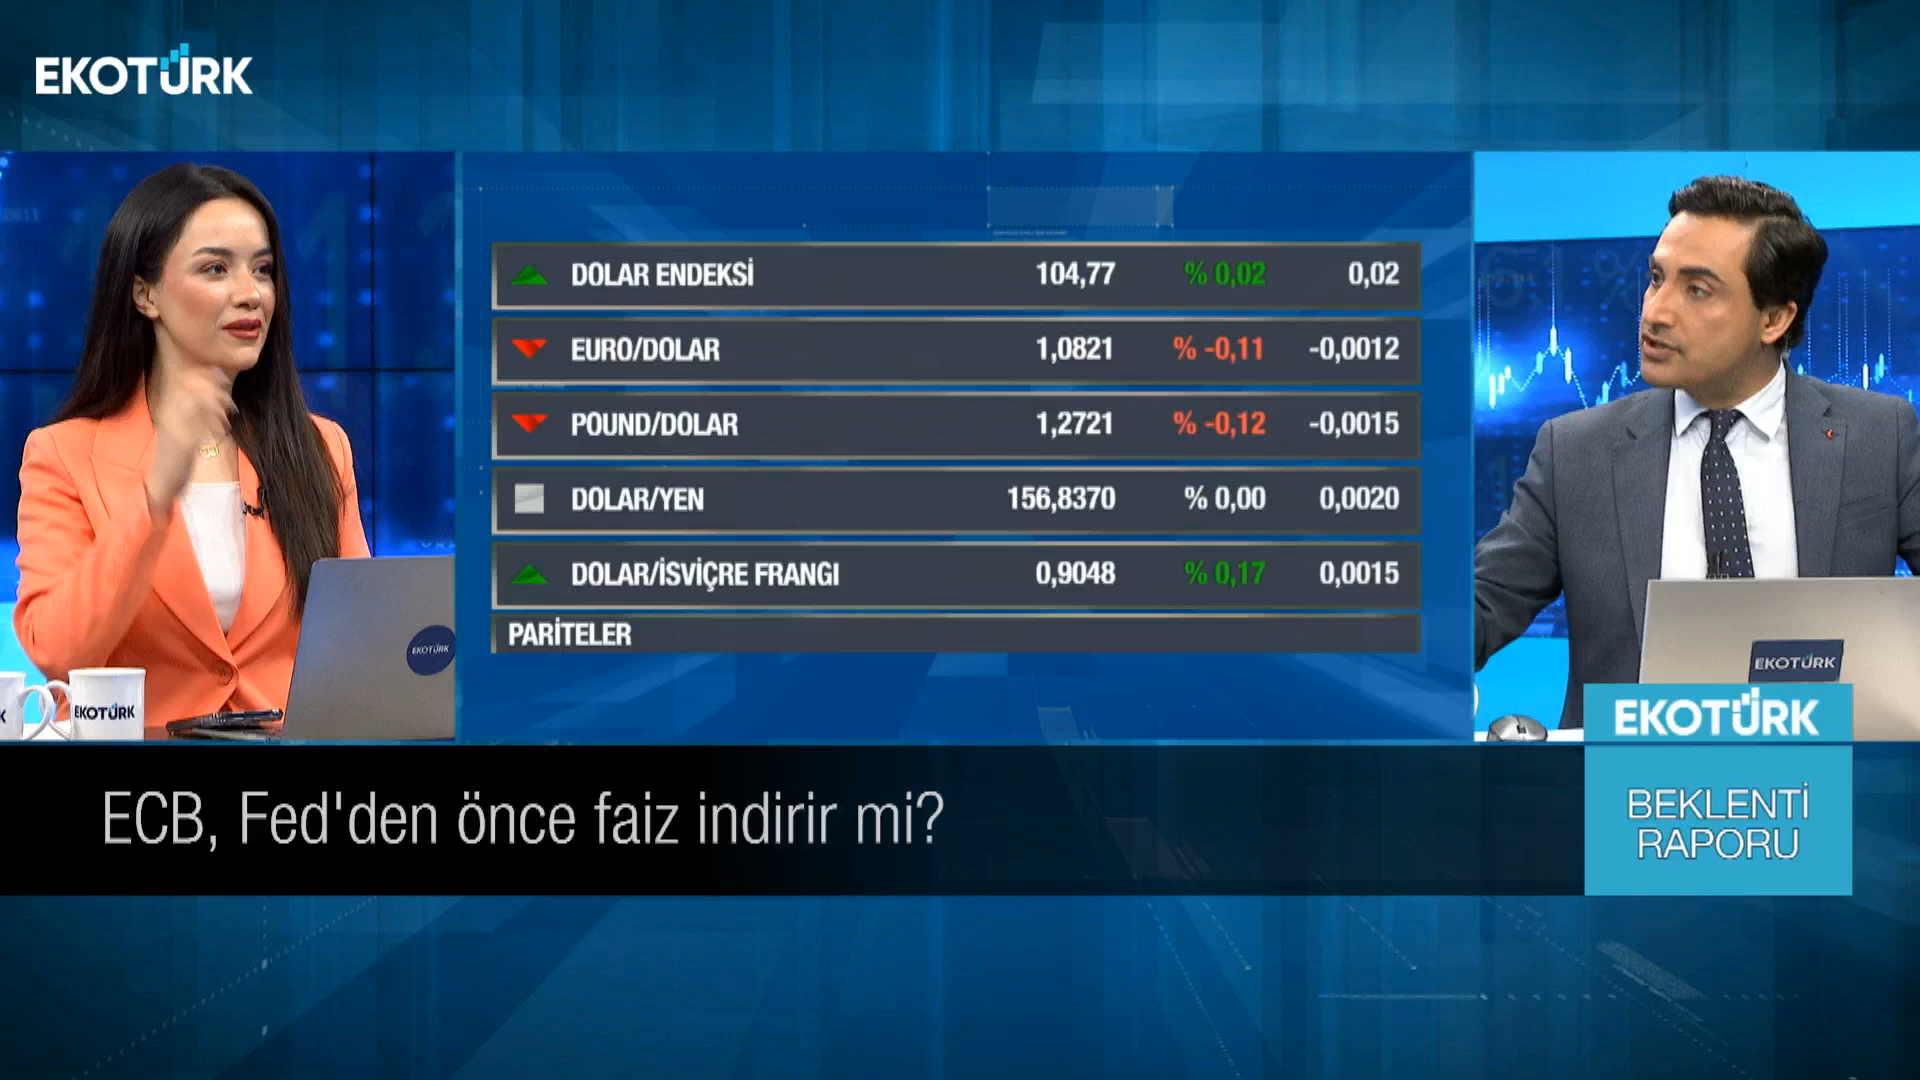 EKOTÜRK
DOLAR ENDEKSİ 104,77 % 0,02 0,02
EURO/DOLAR 1,0821 % -0,11 -0,0012
POUND/DOLAR 1,2721 % -0,12 -0,0015
DOLAR/YEN 156,8370 % 0,00 0,0020
DOLAR/İSVİÇRE FRANGI 0,9048 % 0,17 0,0015
PARİTELER
EKOTÜRK
EKOTÜRK
EKOTÜRK
EKOTÜRK
ECB, Fed'den önce faiz indirir mi?
BEKLENTİ
RAPORU